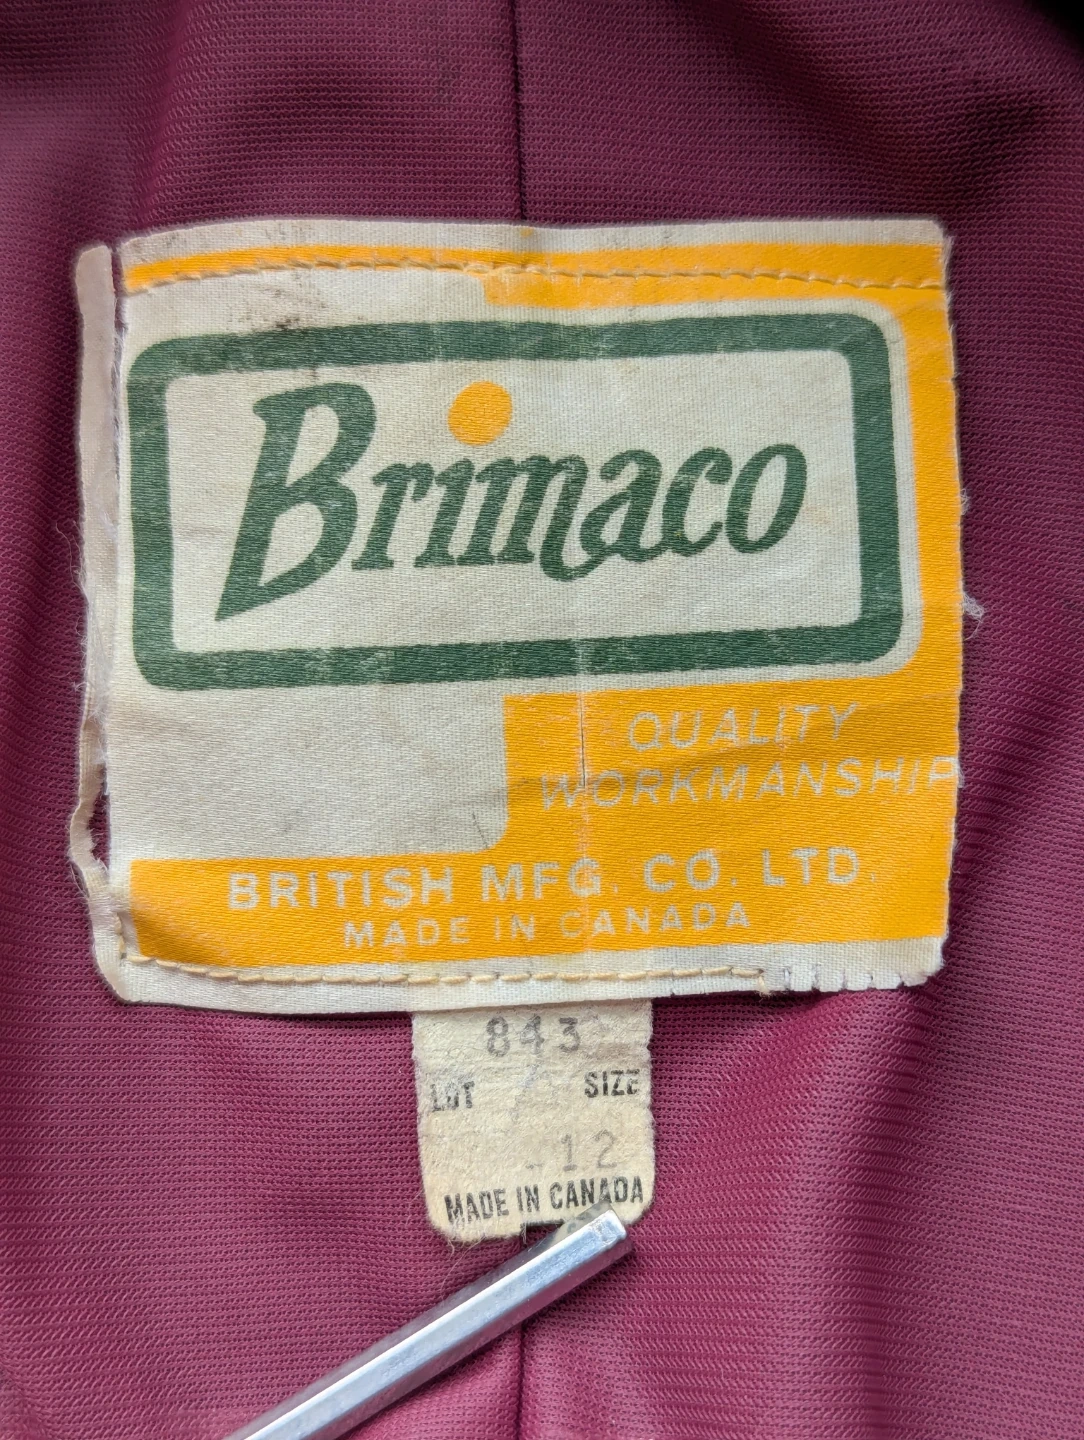 Brimaco
QUALITY
WORKMANSHIP
BRITISH MFG. CO. LTD.
MADE IN CANADA
843
LOT SIZE
12
MADE IN CANADA